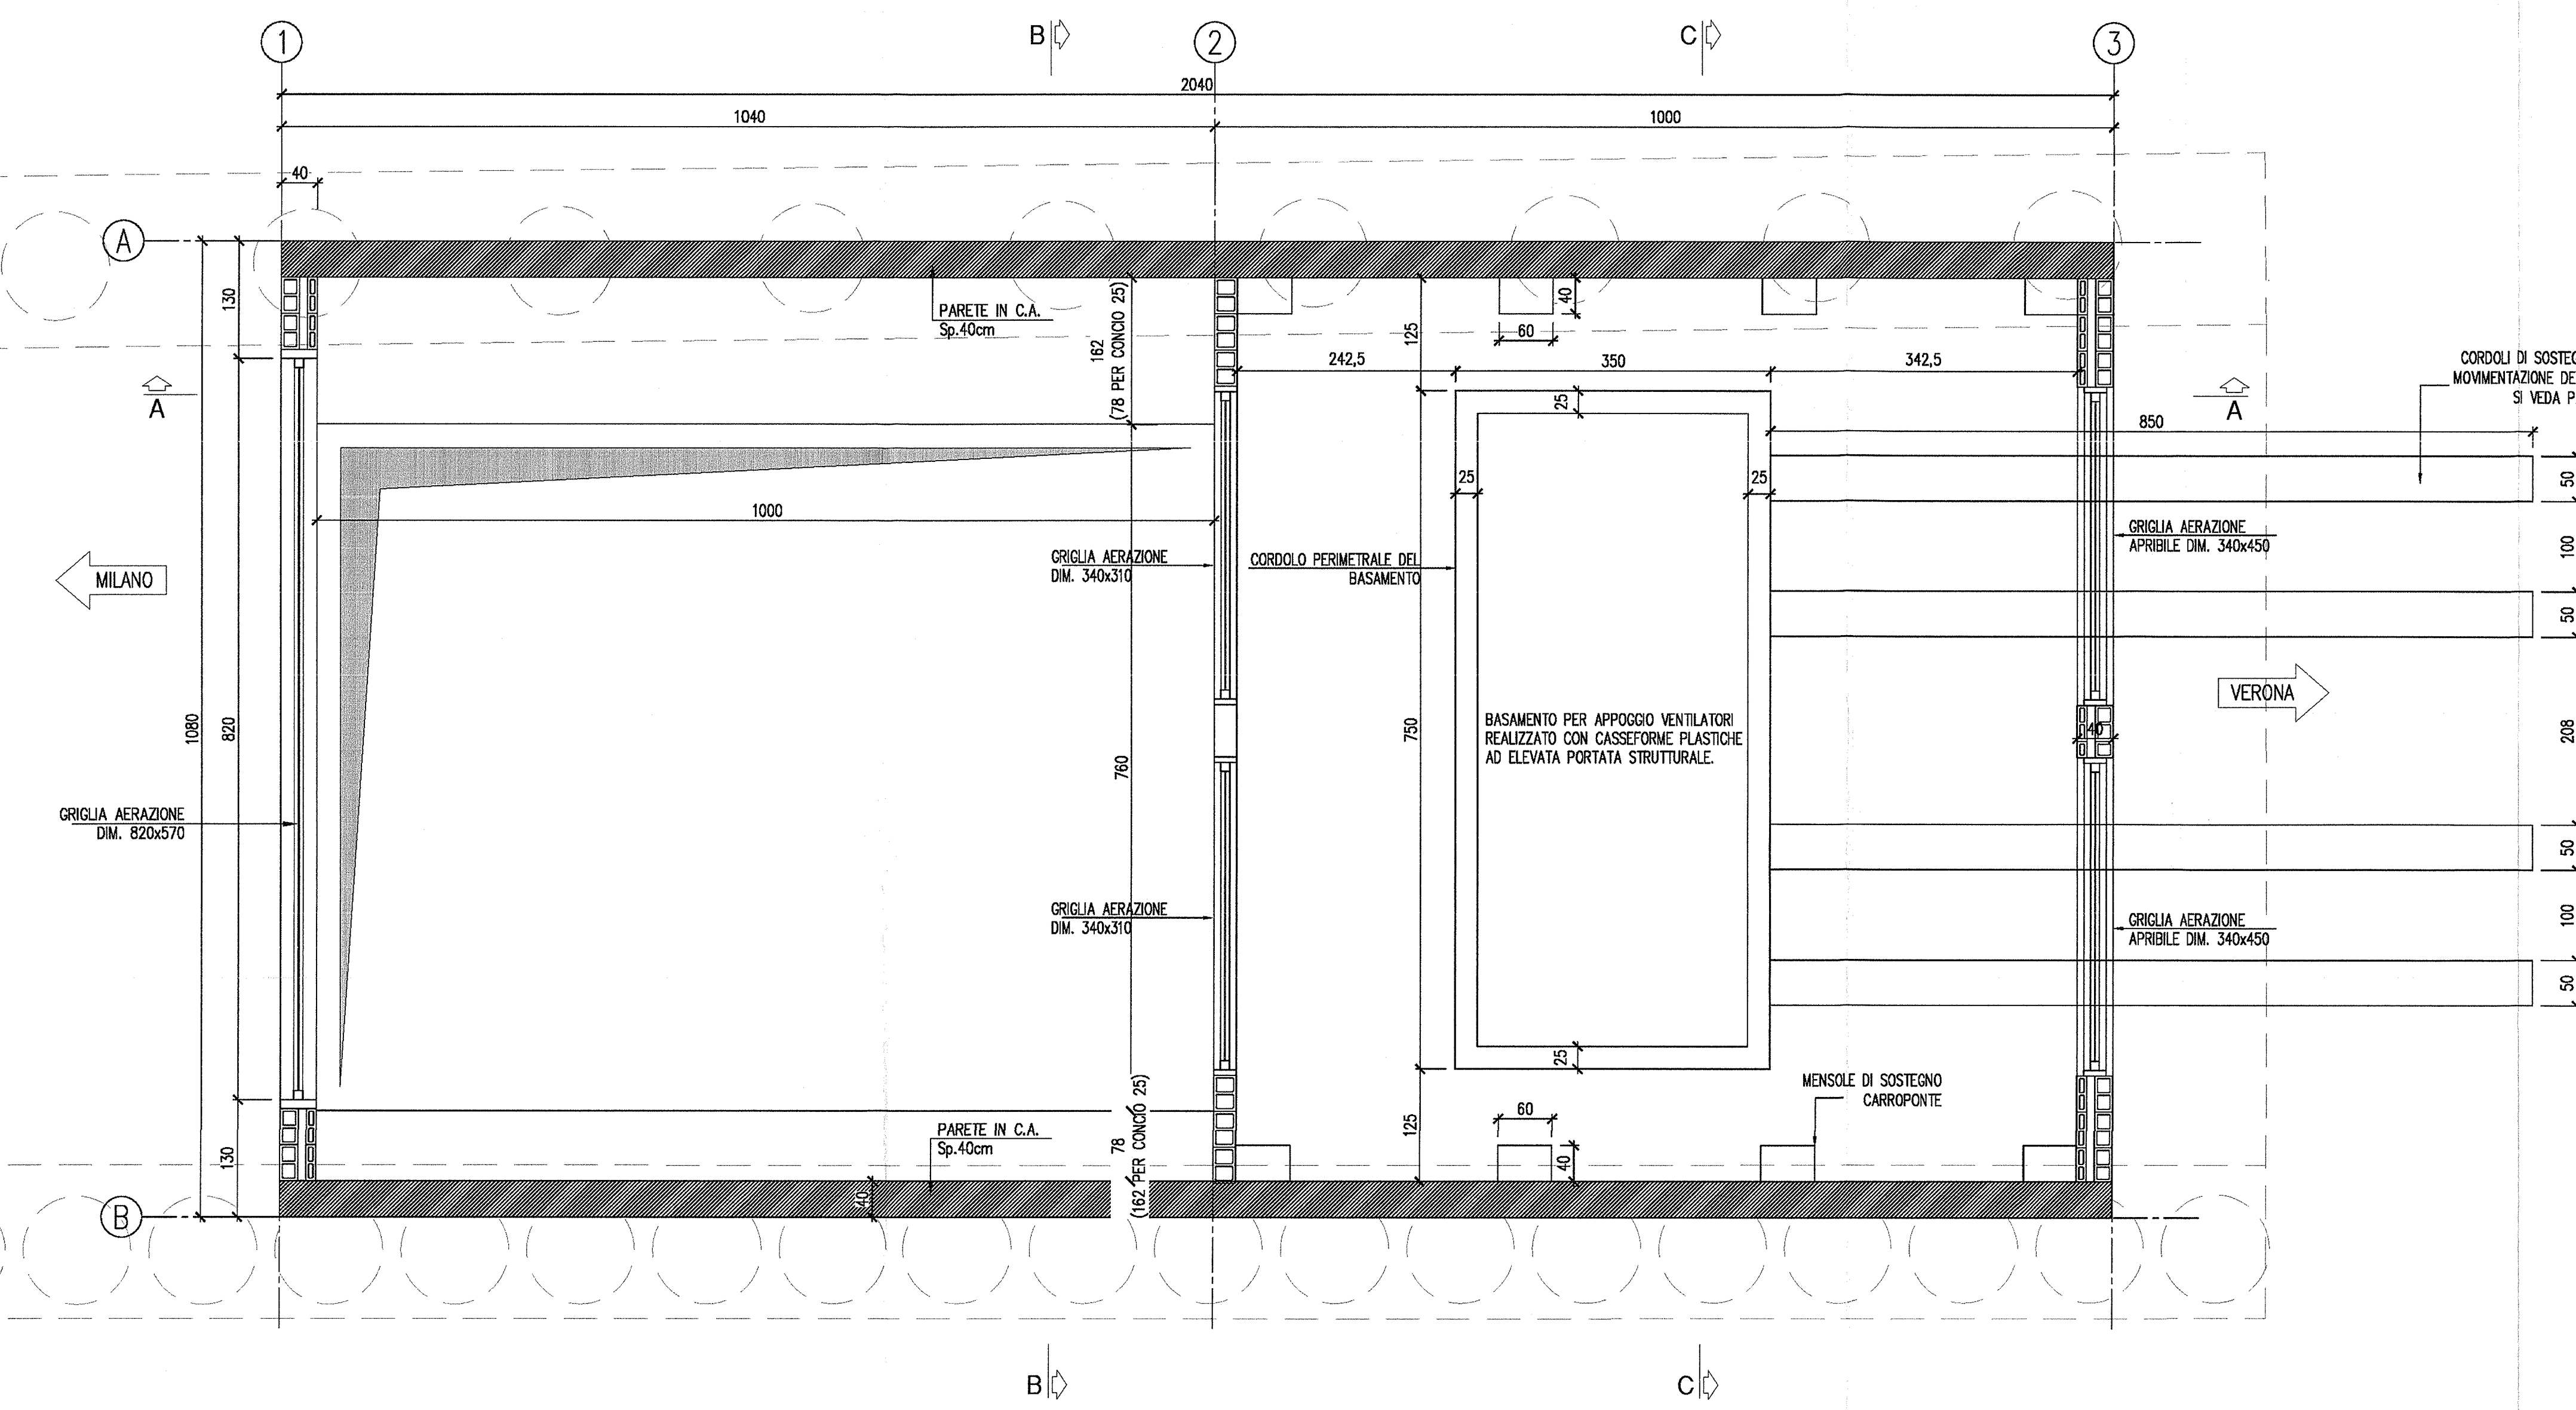 1
B
2
C
3
2040
1040
1000
40
A
130
PARETE IN C.A.
Sp.40cm
162
(78 PER CONCIO 25)
125
40
60
242,5
350
342,5
CORDOLI DI SOSTEG
MOVIMENTAZIONE DE
SI VEDA P
A
A
25
850
25
25
50
1000
GRIGLIA AERAZIONE
DIM. 340x310
CORDOLO PERIMETRALE DEL
BASAMENTO
GRIGLIA AERAZIONE
APRIBILE DIM. 340x450
100
MILANO
50
VERONA
1080
820
760
750
BASAMENTO PER APPOGGIO VENTILATORI
REALIZZATO CON CASSEFORME PLASTICHE
AD ELEVATA PORTATA STRUTTURALE.
40
208
GRIGLIA AERAZIONE
DIM. 820x570
50
GRIGLIA AERAZIONE
DIM. 340x310
GRIGLIA AERAZIONE
APRIBILE DIM. 340x450
100
50
25
MENSOLE DI SOSTEGNO
CARROPONTE
60
130
PARETE IN C.A.
Sp.40cm
78
(162 PER CONCIO 25)
125
40
40
B
B
C